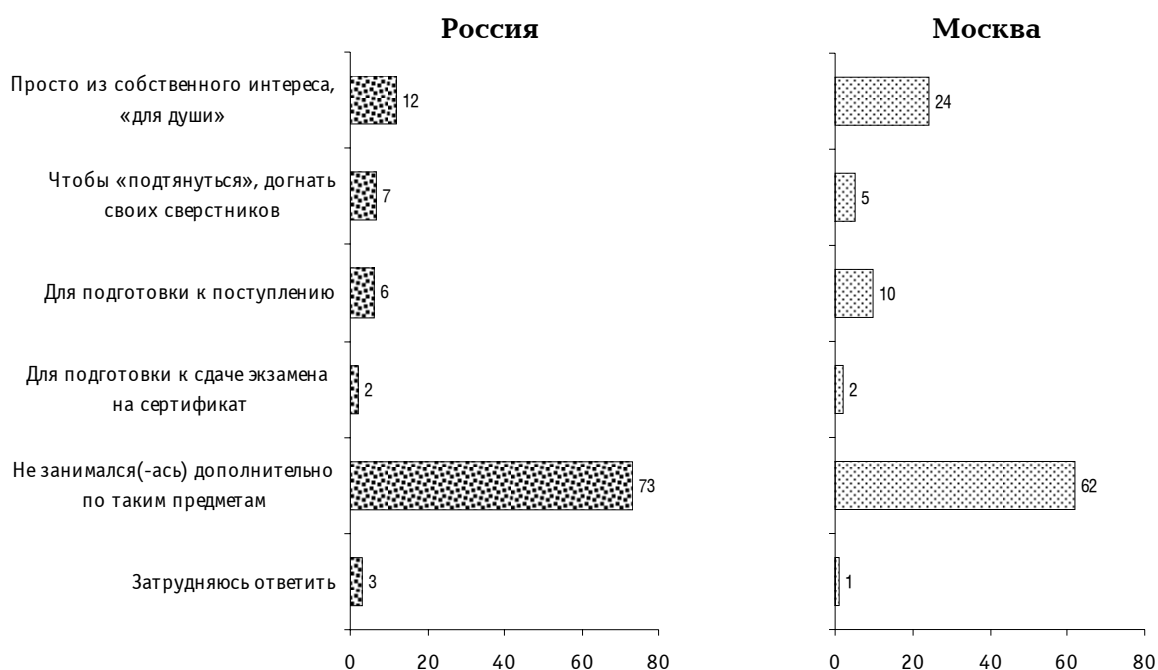 Россия
Просто из собственного интереса,
«для души»
12
Чтобы «подтянуться», догнать
своих сверстников
7
Для подготовки к поступлению
6
Для подготовки к сдаче экзамена
на сертификат
2
Не занимался(-ась) дополнительно
по таким предметам
73
Затрудняюсь ответить
3
0 20 40 60 80
Москва
24
5
10
2
62
1
0 20 40 60 80